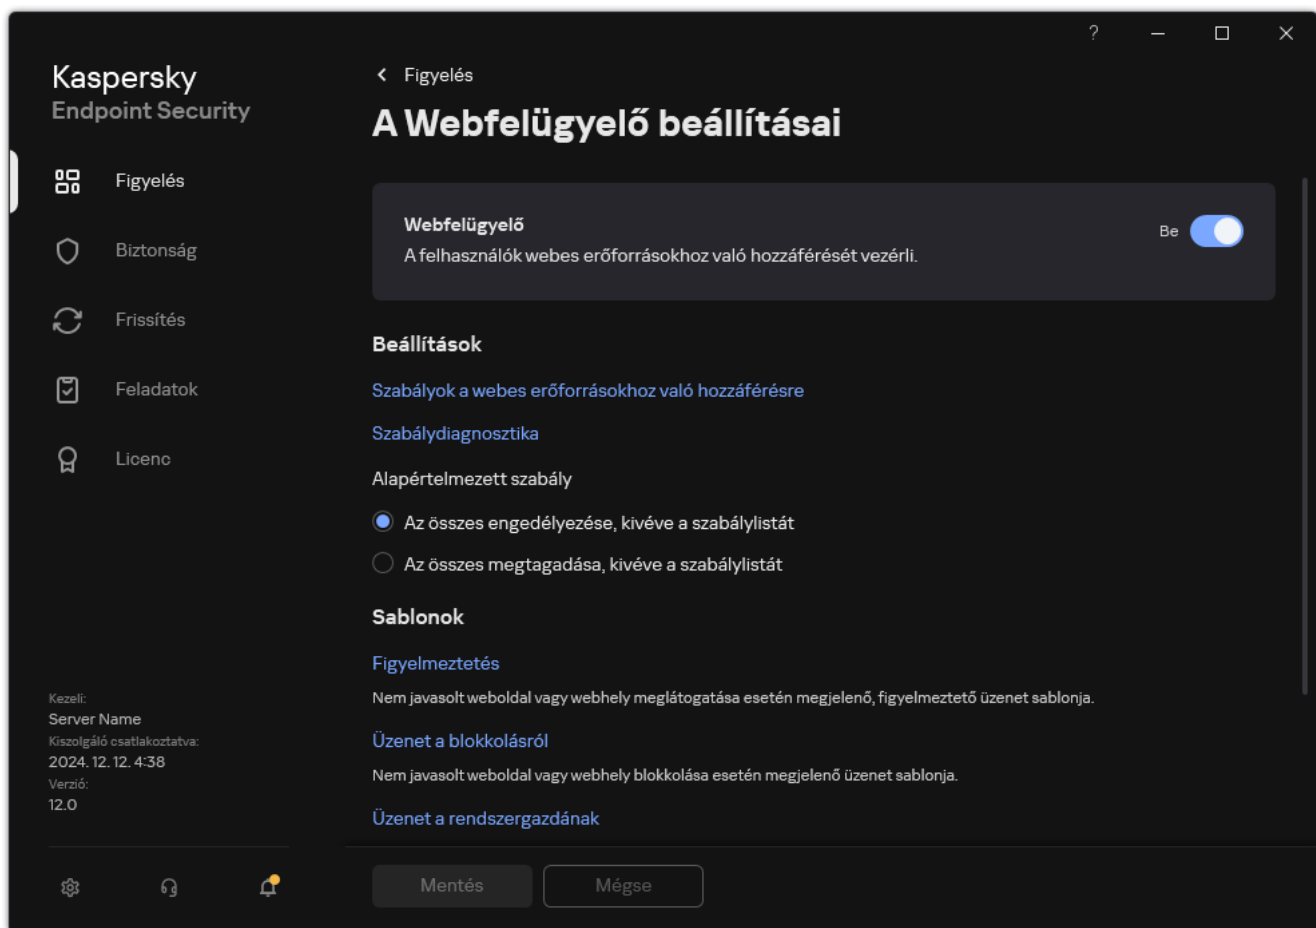 ?
Kaspersky
Endpoint Security
Figyelés
Biztonság
Frissítés
Feladatok
Licenc
Kezeli:
Server Name
Kiszolgáló csatlakoztatva:
2024. 12. 12. 4:38
Verzió:
12.0
Figyelés
A Webfelügyelő beállításai
Webfelügyelő
Be
A felhasználók webes erőforrásokhoz való hozzáférését vezérli.
Beállítások
Szabályok a webes erőforrásokhoz való hozzáférésre
Szabálydiagnosztika
Alapértelmezett szabály
Az összes engedélyezése, kivéve a szabálylistát
Az összes megtagadása, kivéve a szabálylistát
Sablonok
Figyelmeztetés
Nem javasolt weboldal vagy webhely meglátogatása esetén megjelenő, figyelmeztető üzenet sablonja.
Üzenet a blokkolásról
Nem javasolt weboldal vagy webhely blokkolása esetén megjelenő üzenet sablonja.
Üzenet a rendszergazdának
Mentés
Mégse